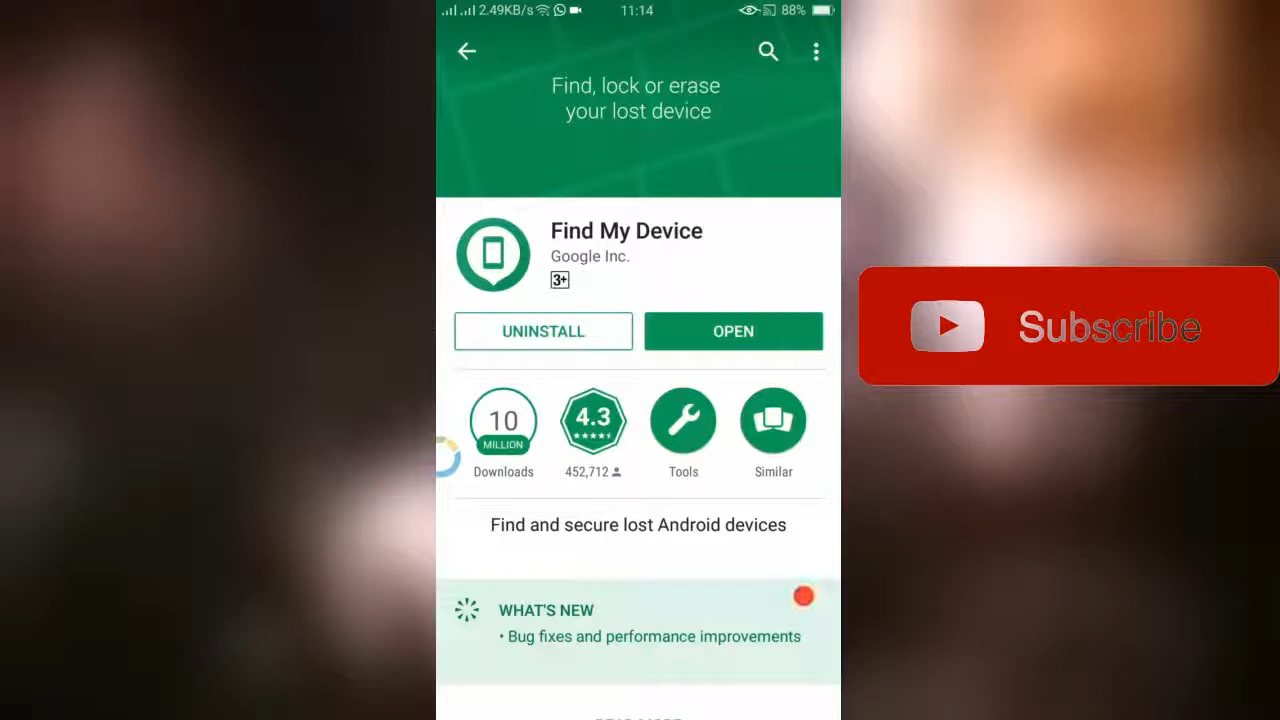 2.49KB/s 11:14 88%
Find, lock or erase
your lost device
Find My Device
Google Inc.
3+
UNINSTALL OPEN
10 MILLION Downloads
4.3 452,712
Tools
Similar
Find and secure lost Android devices
WHAT'S NEW
• Bug fixes and performance improvements
Subscribe